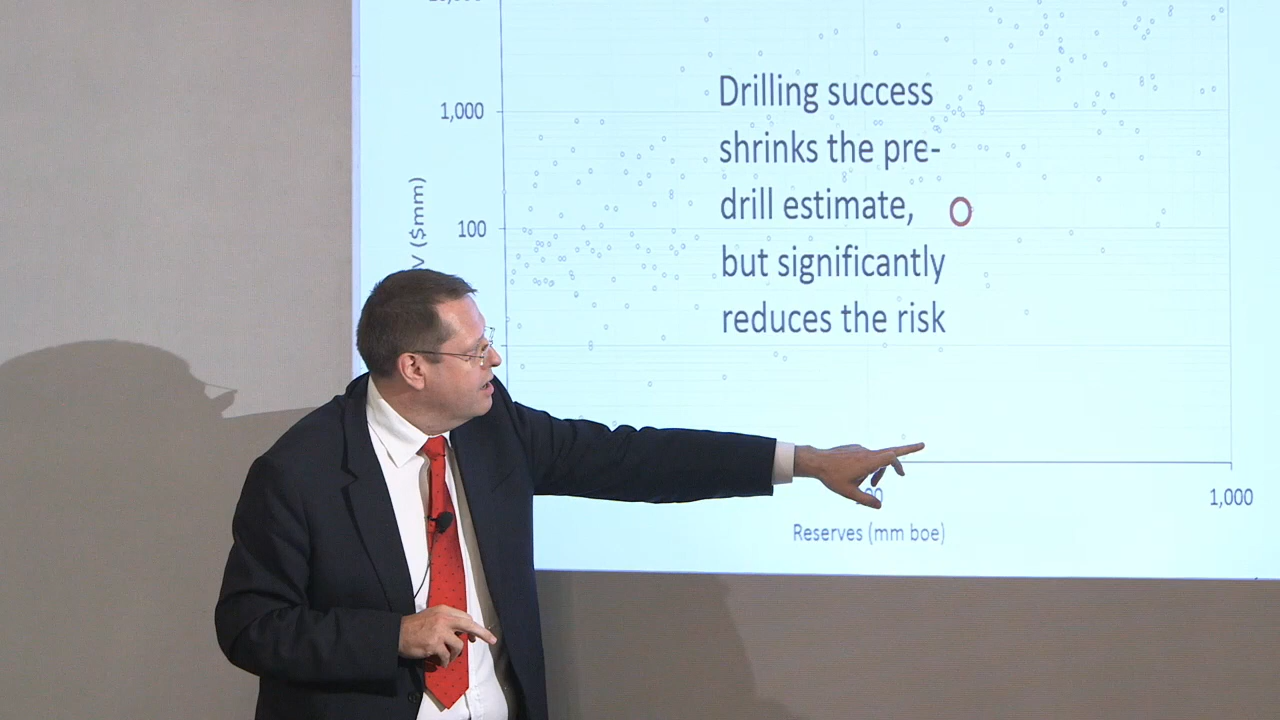 1,000
Drilling success
shrinks the pre-
drill estimate,
100
V ($mm)
but significantly
reduces the risk
1,000
Reserves (mm boe)